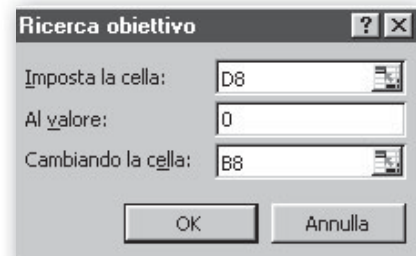 Ricerca obiettivo ? ×
Imposta la cella: D8
Al valore: 0
Cambiando la cella: B8
OK Annulla